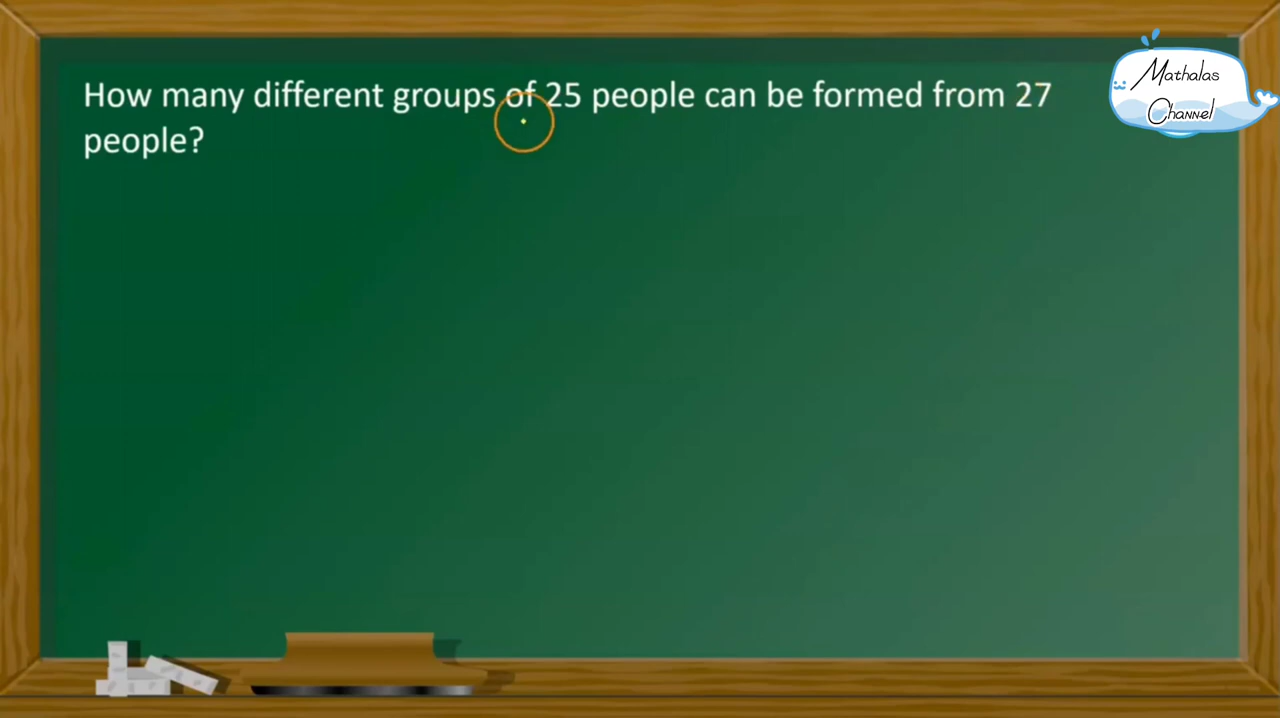 How many different groups of 25 people can be formed from 27
people?
Mathalas
Channel